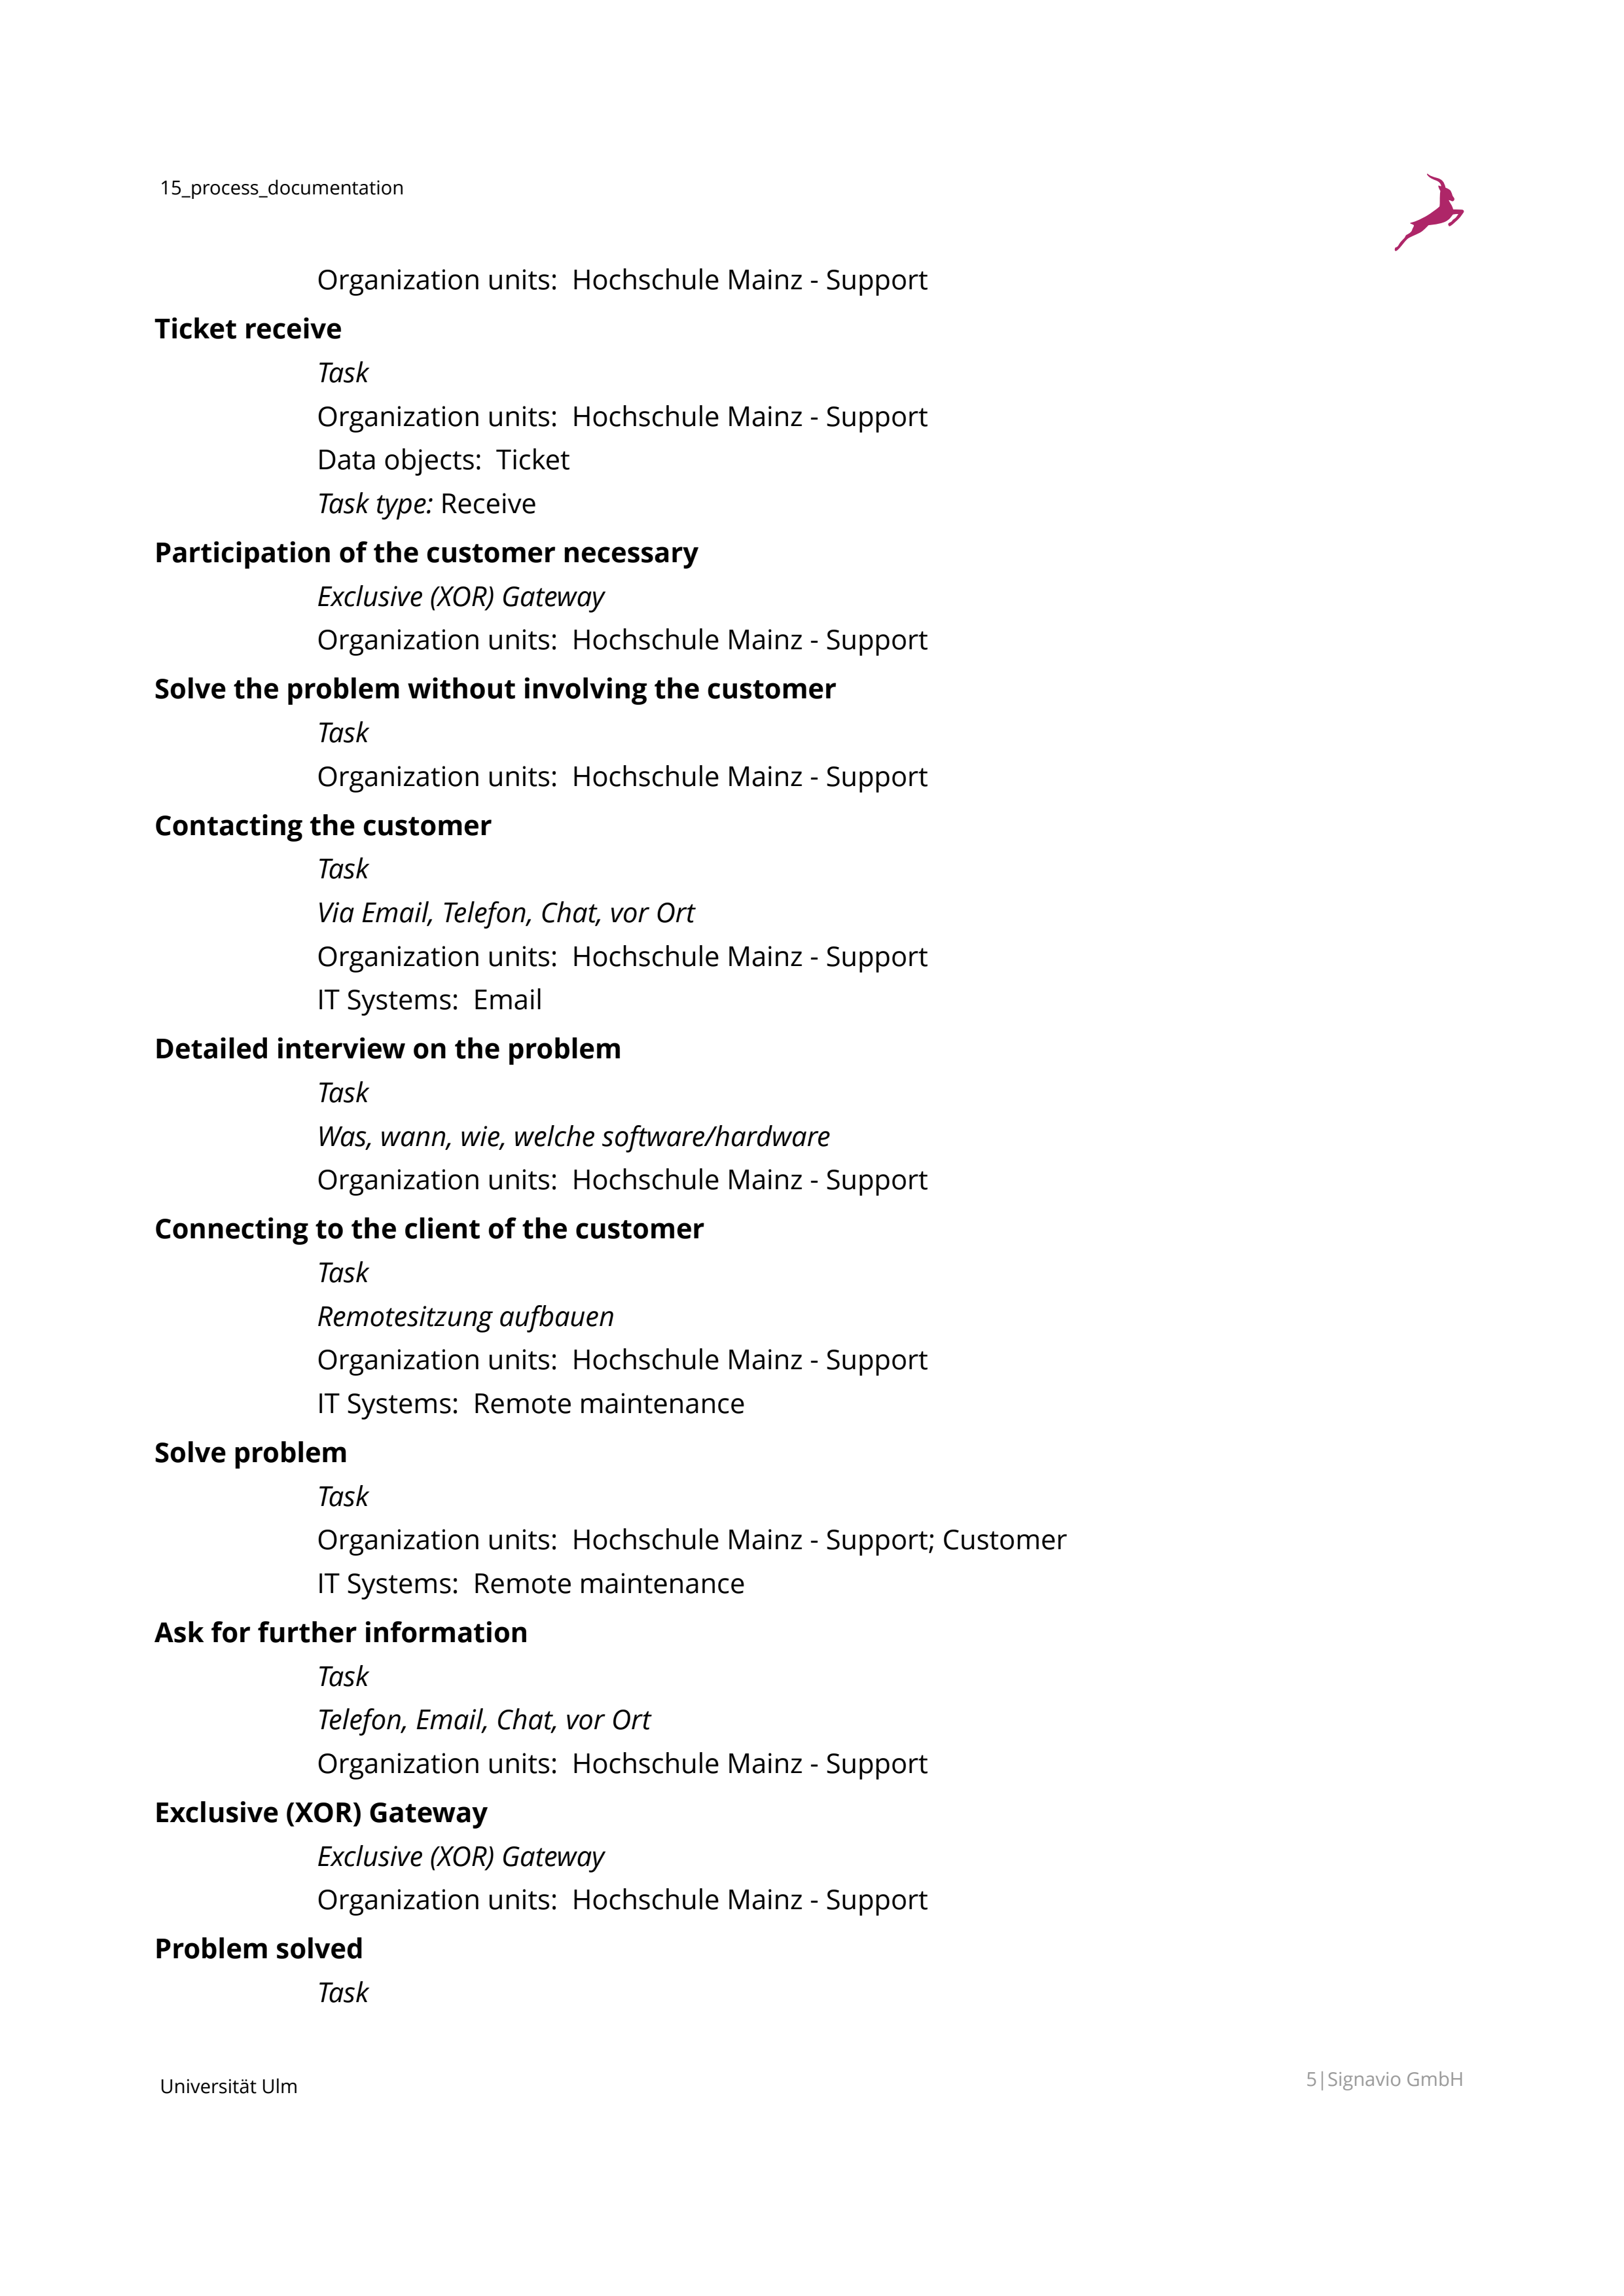 15_process_documentation
Organization units:  Hochschule Mainz - Support
Ticket receive
Task
Organization units:  Hochschule Mainz - Support
Data objects:  Ticket
Task type: Receive
Participation of the customer necessary
Exclusive (XOR) Gateway
Organization units:  Hochschule Mainz - Support
Solve the problem without involving the customer
Task
Organization units:  Hochschule Mainz - Support
Contacting the customer
Task
Via Email, Telefon, Chat, vor Ort
Organization units:  Hochschule Mainz - Support
IT Systems:  Email
Detailed interview on the problem
Task
Was, wann, wie, welche software/hardware
Organization units:  Hochschule Mainz - Support
Connecting to the client of the customer
Task
Remotesitzung aufbauen
Organization units:  Hochschule Mainz - Support
IT Systems:  Remote maintenance
Solve problem
Task
Organization units:  Hochschule Mainz - Support; Customer
IT Systems:  Remote maintenance
Ask for further information
Task
Telefon, Email, Chat, vor Ort
Organization units:  Hochschule Mainz - Support
Exclusive (XOR) Gateway
Exclusive (XOR) Gateway
Organization units:  Hochschule Mainz - Support
Problem solved
Task
Universität Ulm
5|Signavio GmbH